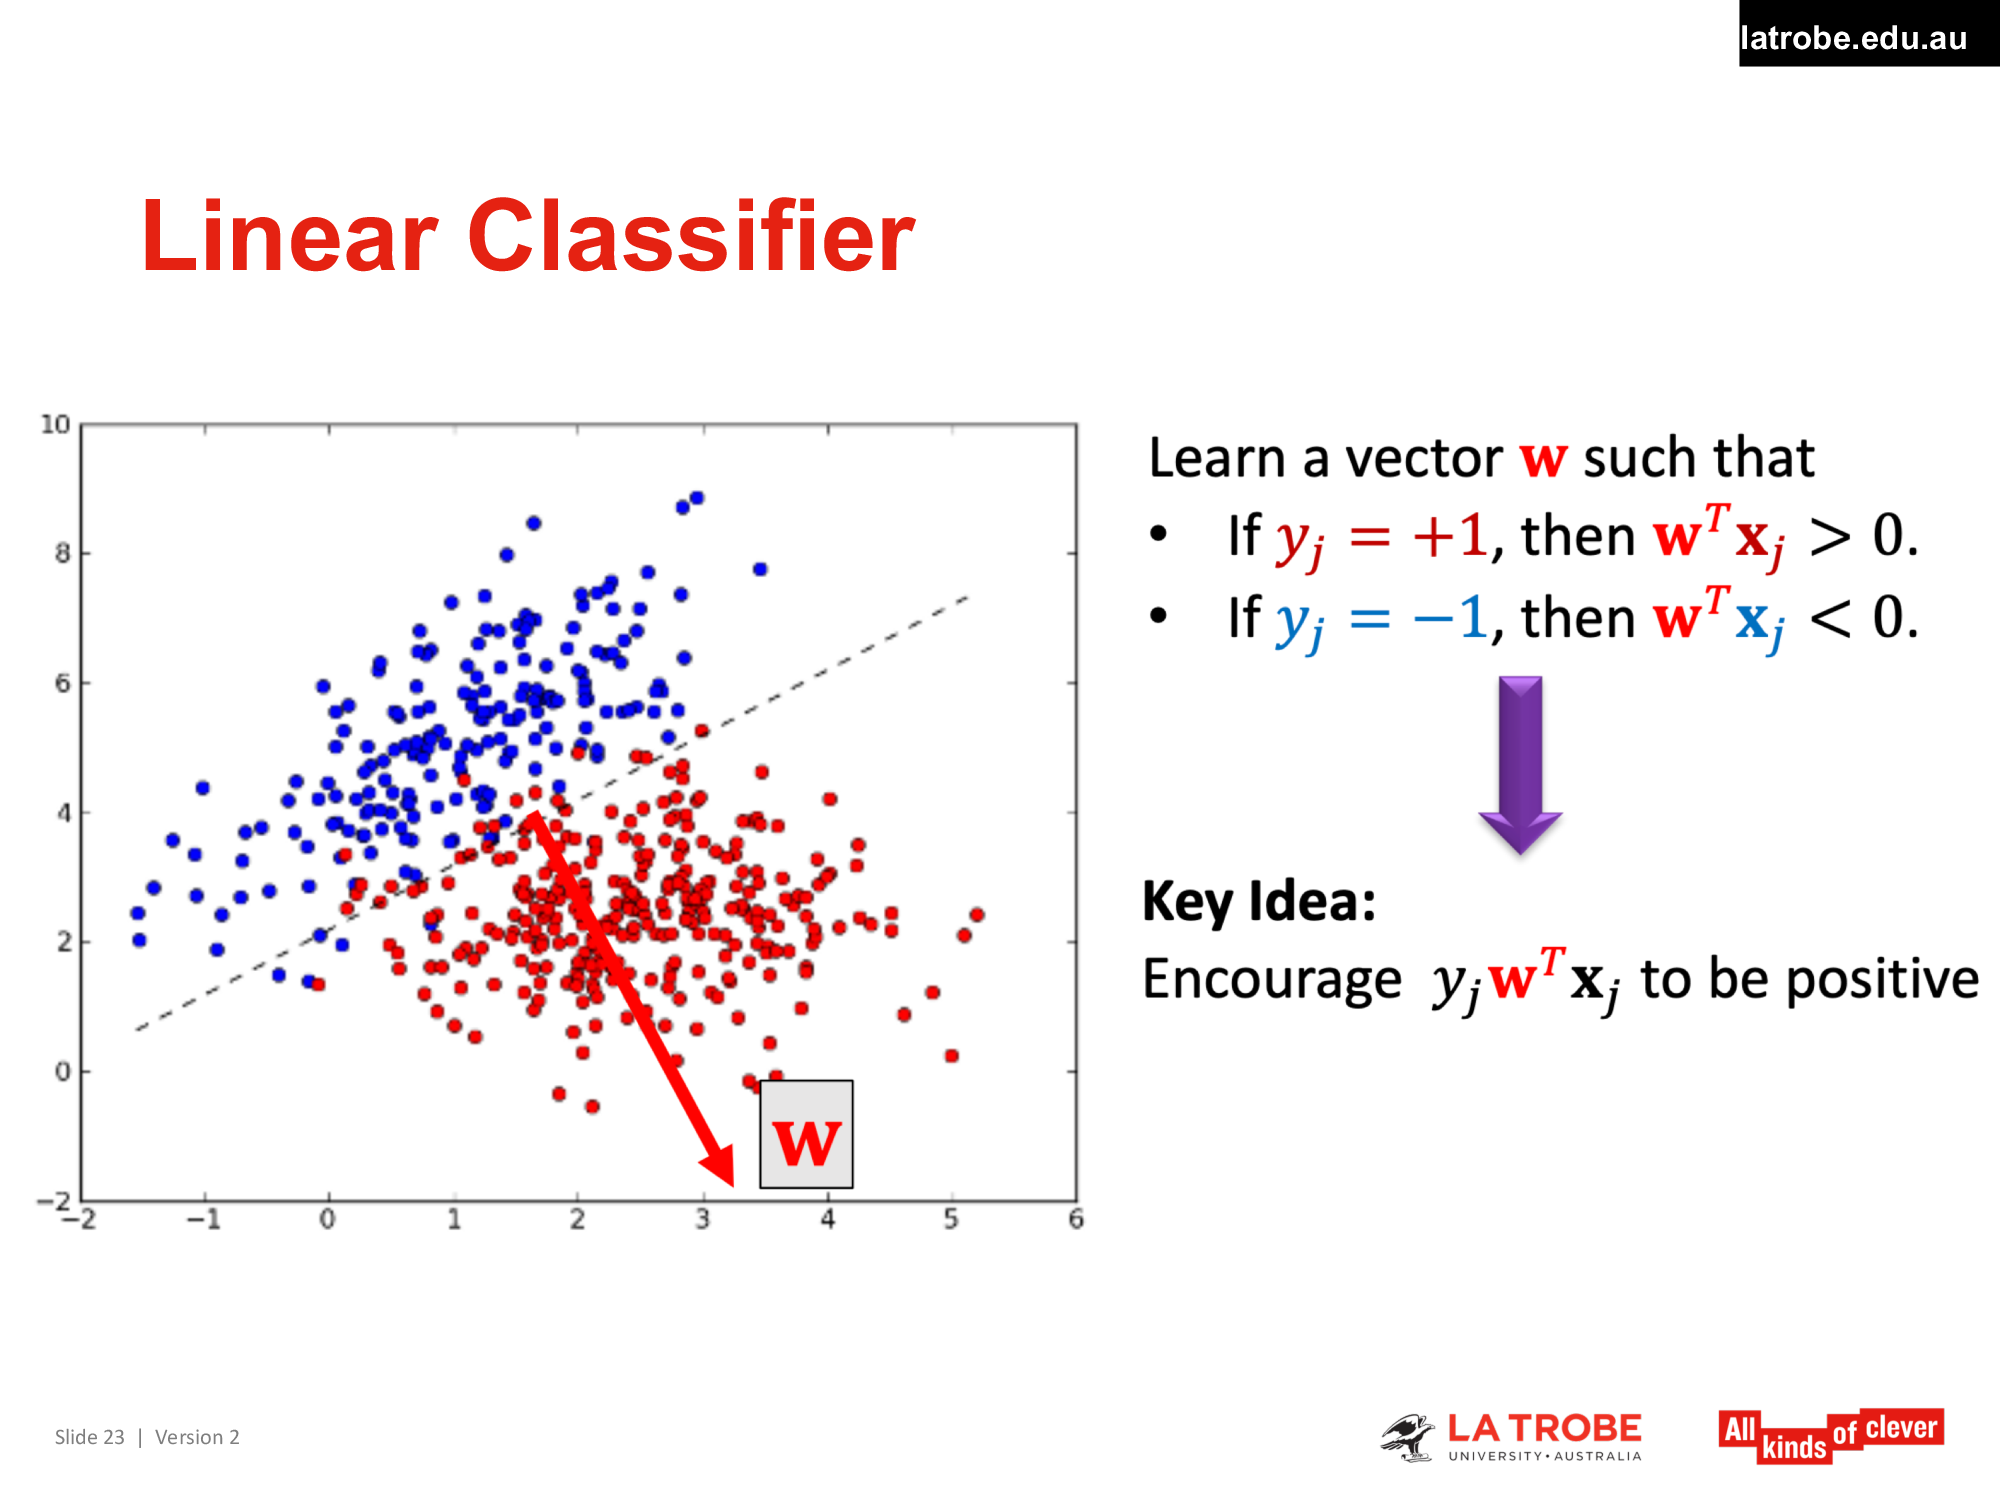 latrobe.edu.au
Linear Classifier
10
8
6
4
2
0
−2
−2 −1 0 1 2 3 4 5 6
w
Learn a vector w such that
• If yⱼ = +1, then wᵀxⱼ > 0.
• If yⱼ = −1, then wᵀxⱼ < 0.
Key Idea:
Encourage yⱼwᵀxⱼ to be positive
Slide 23 | Version 2
LA TROBE
UNIVERSITY • AUSTRALIA
All kinds of clever